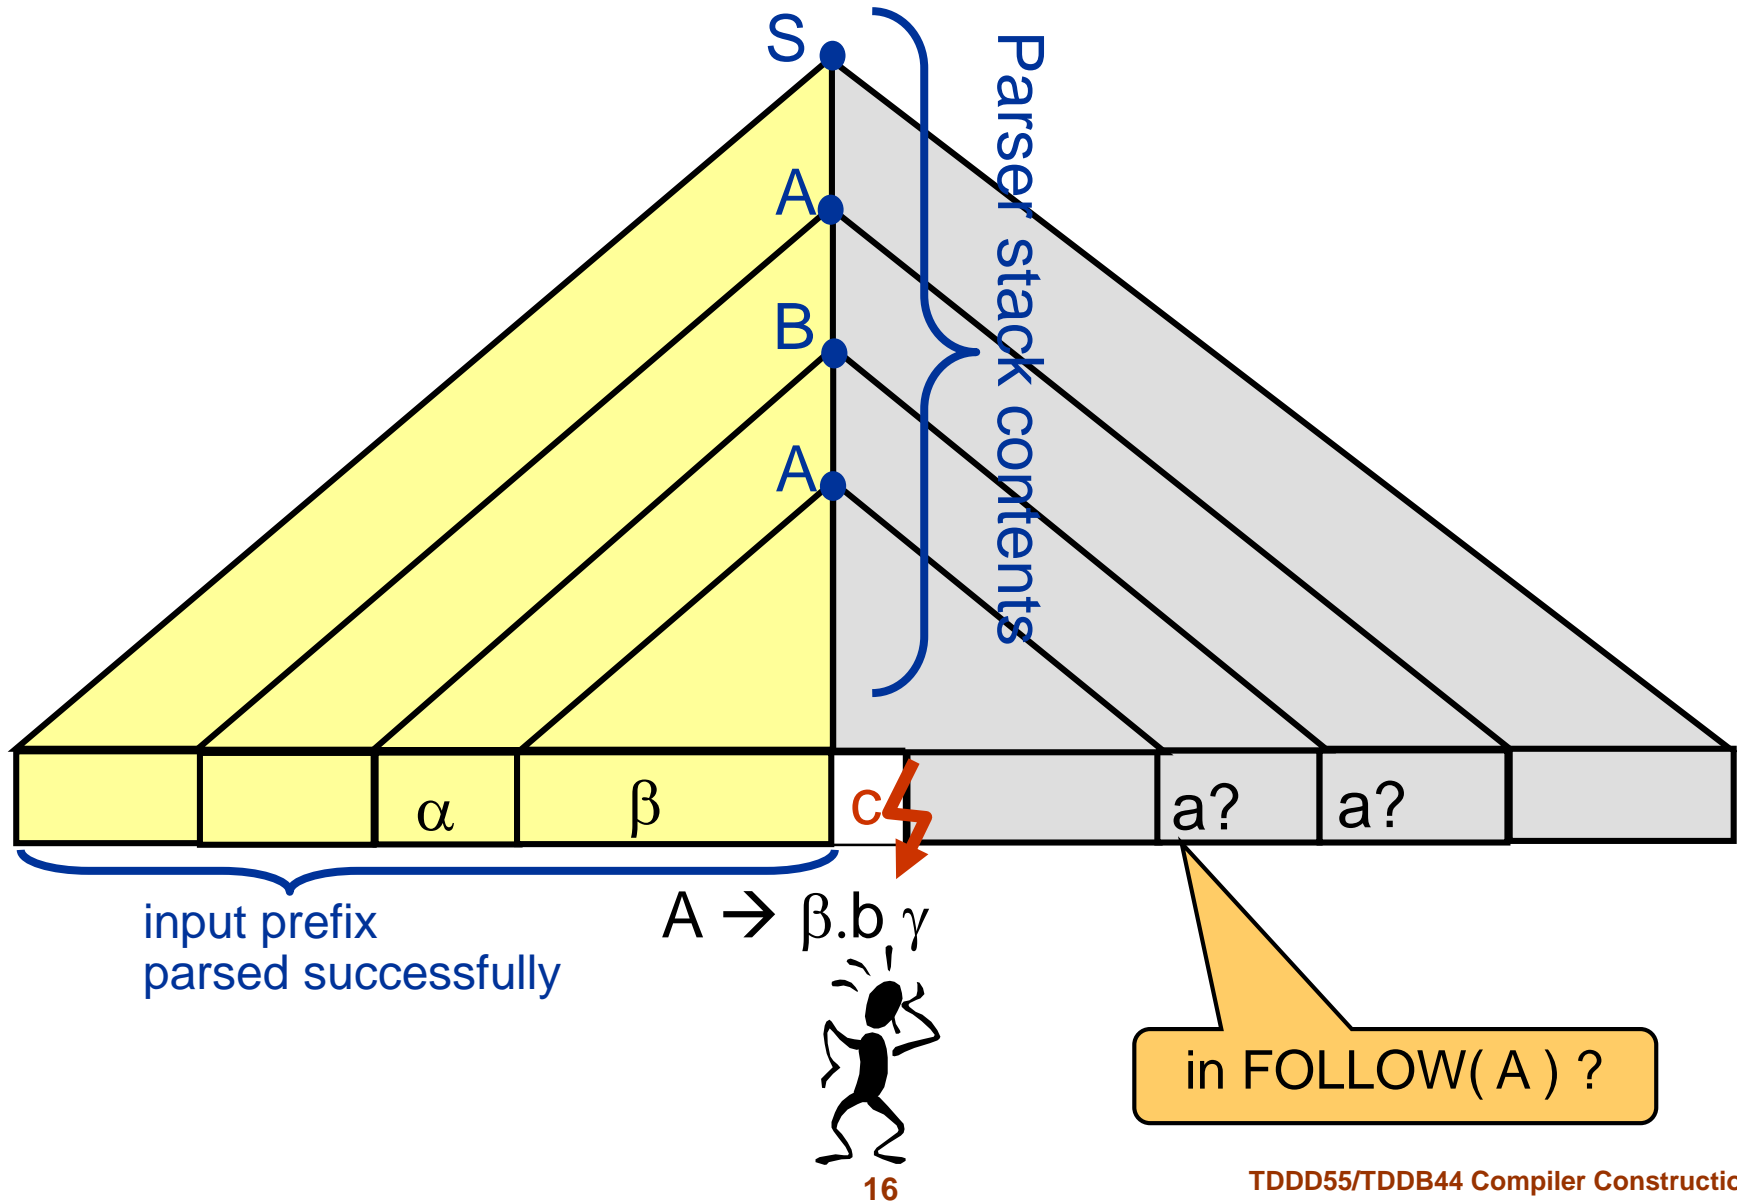 S
Parser stack contents
A
B
A
α
β
c
a?
a?
input prefix
parsed successfully
A → β.b γ
in FOLLOW( A ) ?
16
TDDD55/TDDB44 Compiler Constructio